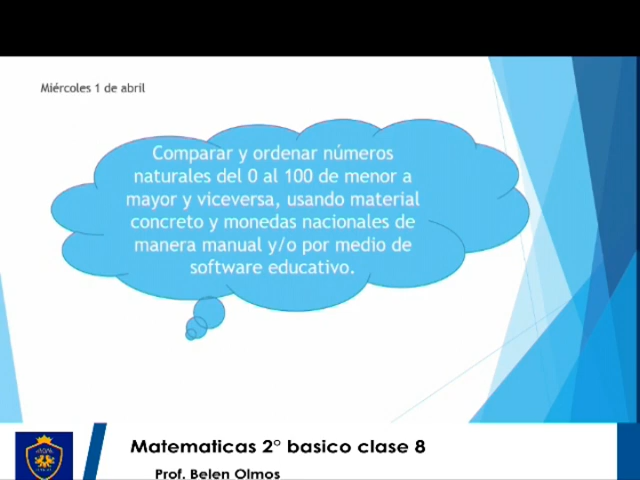 Miércoles 1 de abril
Comparar y ordenar números
naturales del 0 al 100 de menor a
mayor y viceversa, usando material
concreto y monedas nacionales de
manera manual y/o por medio de
software educativo.
Matematicas 2° basico clase 8
Prof. Belen Olmos